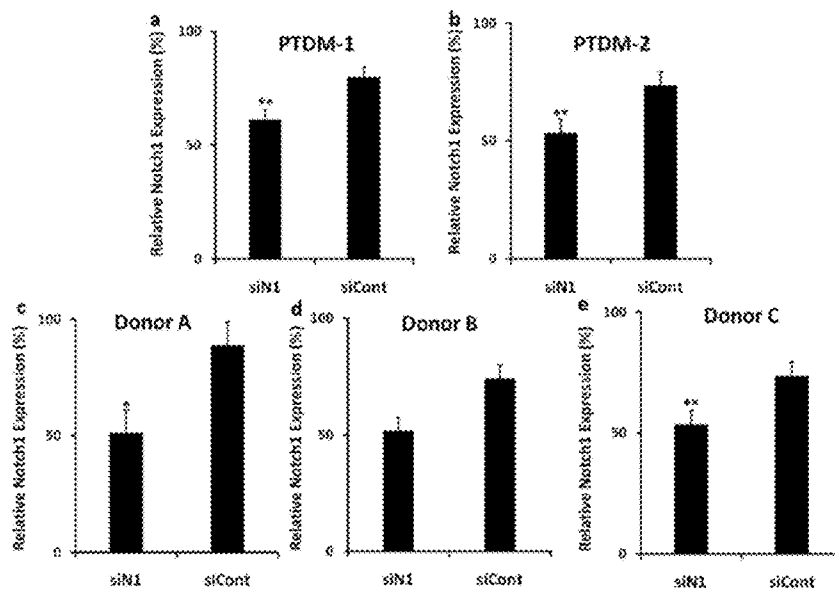 a
PTDM-1
Relative Notch1 Expression (%)
100
50
0
**
siN1
siCont
b
PTDM-2
Relative Notch1 Expression (%)
100
50
0
**
siN1
siCont
c
Donor A
Relative Notch1 Expression (%)
100
50
0
*
siN1
siCont
d
Donor B
Relative Notch1 Expression (%)
100
50
0
siN1
siCont
e
Donor C
Relative Notch1 Expression (%)
100
50
0
**
siN1
siCont